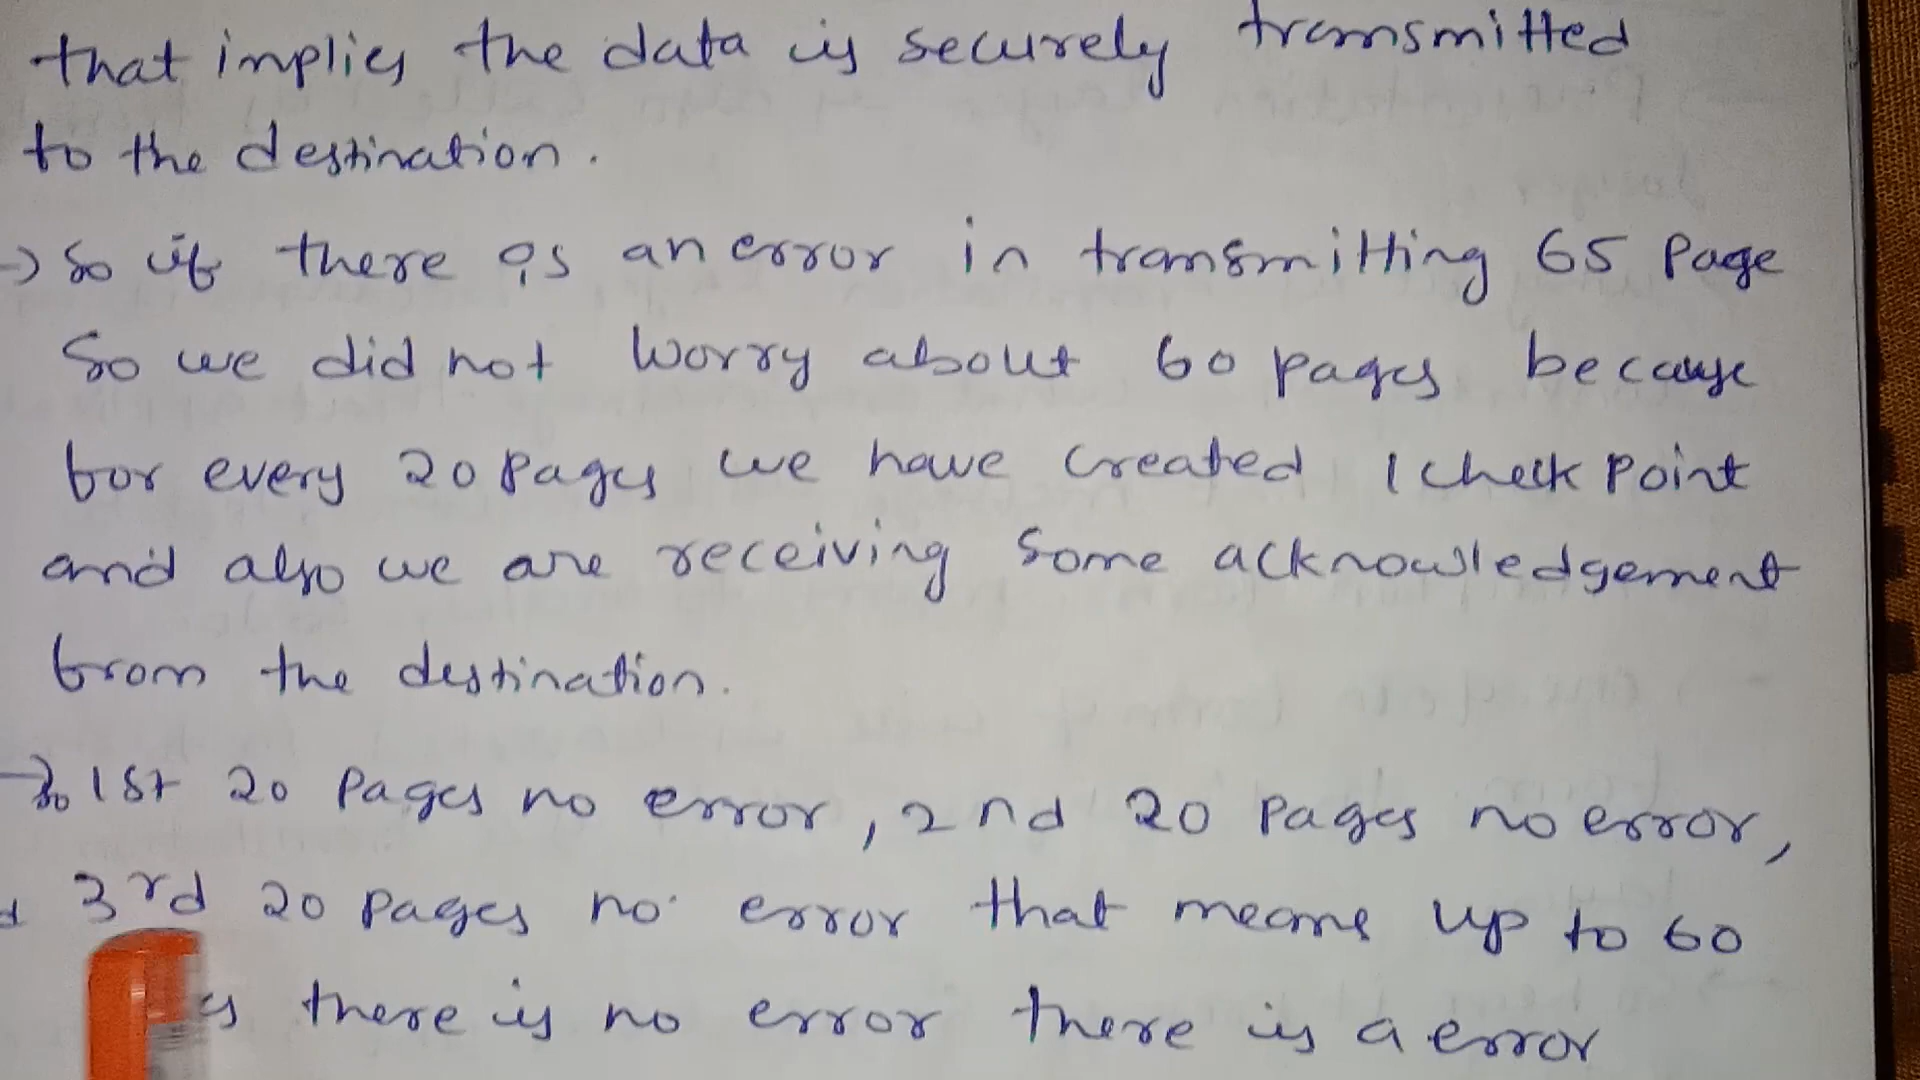 that implies the data is securely transmitted
to the destination.
→ So if there is an error in transmitting 65 Page
So we did not worry about 60 pages because
for every 20 Pages we have created 1 check Point
and also we are receiving some acknowledgement
from the destination.
→ So 1st 20 Pages no error, 2nd 20 Pages no error,
3rd 20 pages no error that means up to 60
there is no error there is a error